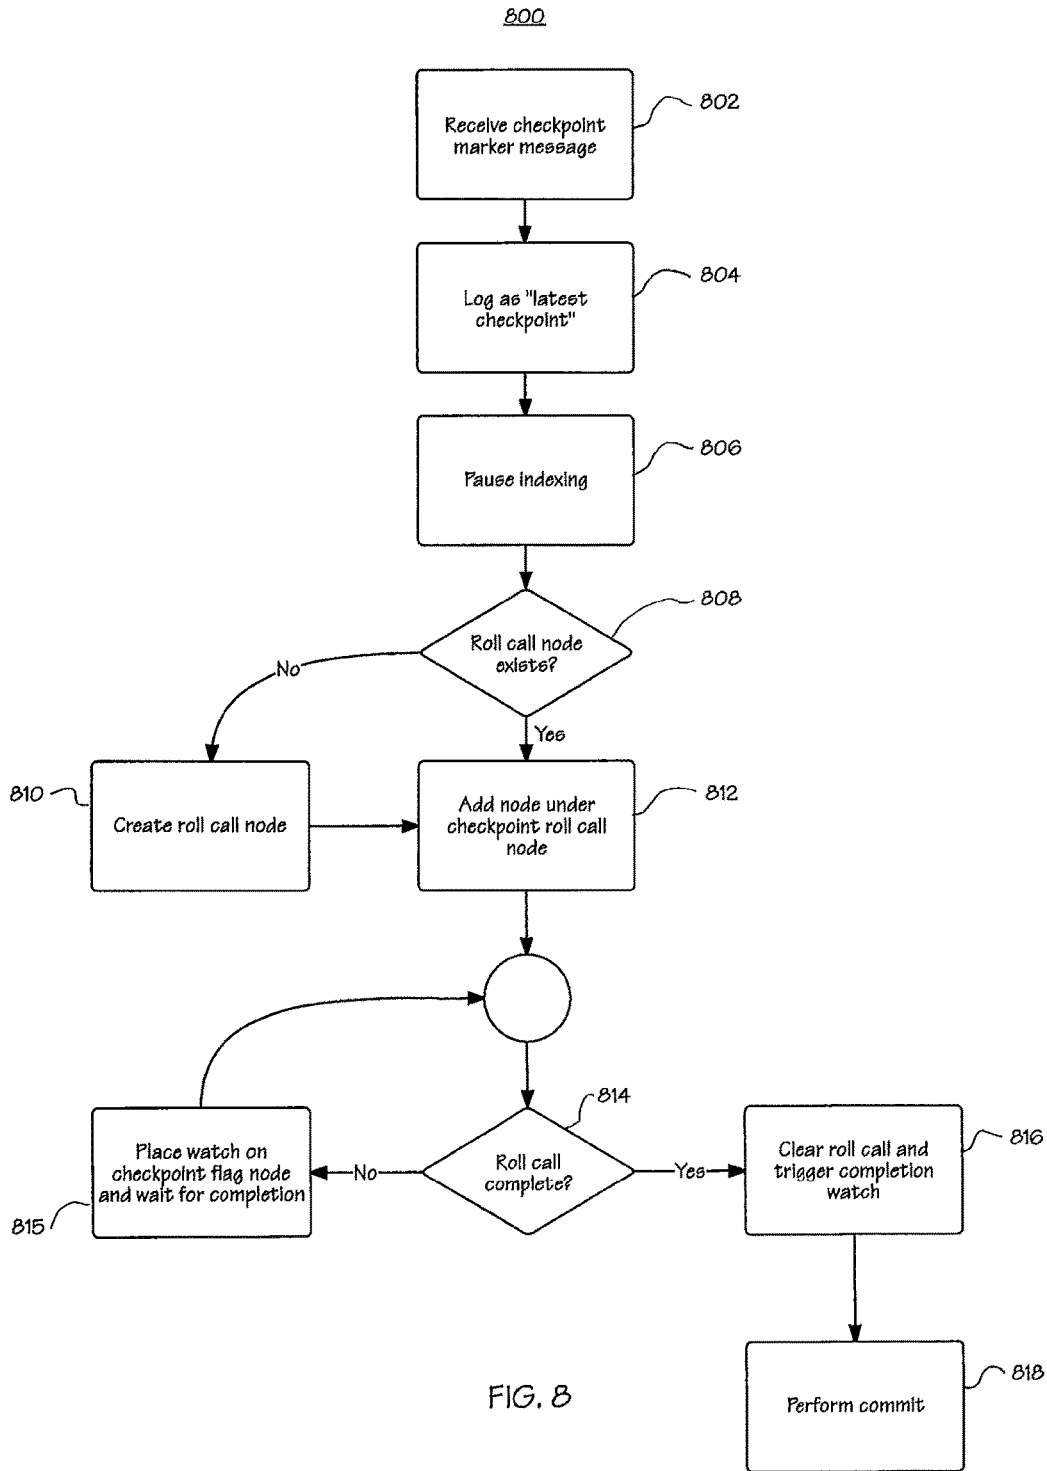 800
802
Receive checkpoint
marker message
804
Log as "latest
checkpoint"
806
Pause indexing
808
Roll call node
exists?
No
Yes
810
Create roll call node
812
Add node under
checkpoint roll call
node
814
Roll call
complete?
No
Yes
815
Place watch on
checkpoint flag node
and wait for completion
816
Clear roll call and
trigger completion
watch
818
Perform commit
FIG. 8